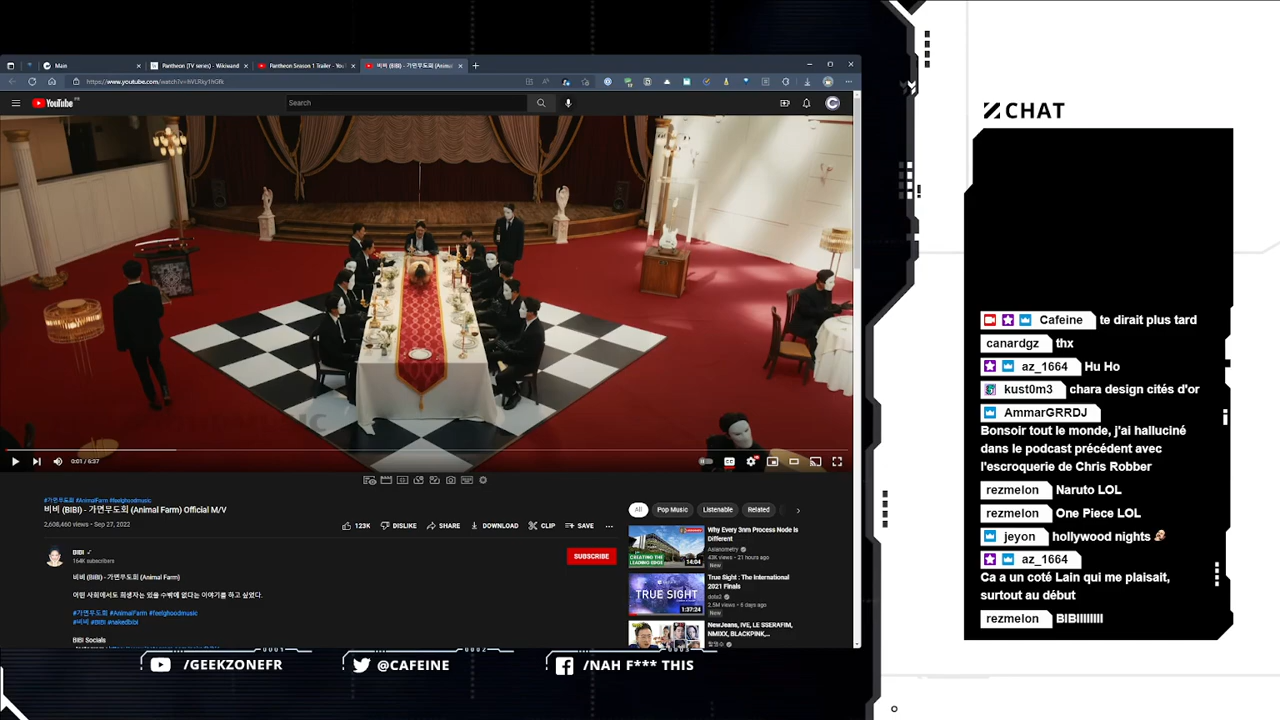 Main
Pantheon (TV series) - Wikiwand
Pantheon Season 1 Trailer - You
비비 (BIBI) - 가면무도회 (Anima
YouTube
FR
Search
0:01 / 6:37
#가면무도회 #AnimalFarm #feelghoodmusic
비비 (BIBI) - 가면무도회 (Animal Farm) Official M/V
2,608,460 views • Sep 27, 2022
123K
DISLIKE
SHARE
DOWNLOAD
CLIP
SAVE
BIBI
164K subscribers
SUBSCRIBE
비비 (BIBI) - 가면무도회 (Animal Farm)
어떤 사회에서도 희생자는 있을 수밖에 없다는 이야기를 하고 싶었다.
#가면무도회 #AnimalFarm #feelghoodmusic
#비비 #BIBI #nakedbibi
BIBI Socials
All
Pop Music
Listenable
Related
CREATING THE
LEADING EDGE
14:04
Why Every 3nm Process Node Is
Different
Asianometry
43K views • 21 hours ago
New
TRUE SIGHT
1:37:24
True Sight : The International
2021 Finals
dota2
2.5M views • 6 days ago
New
NewJeans, IVE, LE SSERAFIM,
NMIXX, BLACKPINK,...
CHAT
Cafeine te dirait plus tard
canardgz thx
az_1664 Hu Ho
kust0m3 chara design cités d'or
AmmarGRRDJ
Bonsoir tout le monde, j'ai halluciné
dans le podcast précédent avec
l'escroquerie de Chris Robber
rezmelon Naruto LOL
rezmelon One Piece LOL
jeyon hollywood nights
az_1664
Ca a un coté Lain qui me plaisait,
surtout au début
rezmelon BIBIIIIIIII
0001
/GEEKZONEFR
0002
@CAFEINE
/NAH F*** THIS